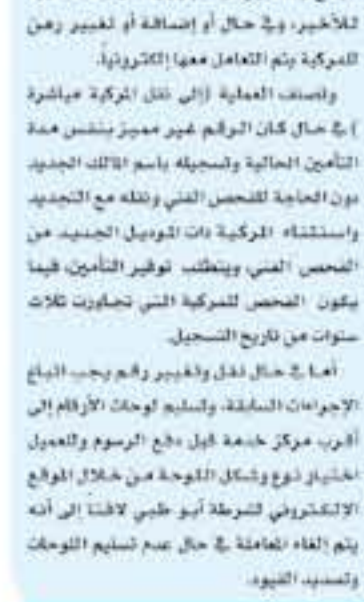 للأخير، وفي حال أو إضافة أو تغيير رهن
للمركبة يتم التعامل معها إلكترونياً.
وتصنف العملية (إلى نقل المركبة مباشرة
) في حال كان الرقم غير مميز بنفس مدة
التأمين الحالية وتسجيله باسم المالك الجديد
دون الحاجة للفحص الفني ونقله مع التجديد
واستثناء المركبة ذات الموديل الجديد من
الفحص الفني، ويتطلب توفير التأمين، فيما
يكون الفحص للمركبة التي تجاوزت ثلاث
سنوات من تاريخ التسجيل.
أما في حال نقل وتغيير رقم يجب اتباع
الإجراءات السابقة، وتسليم لوحات الأرقام إلى
أقرب مركز خدمة قبل دفع الرسوم وللعميل
اختيار نوع وشكل اللوحة من خلال الموقع
الإلكتروني لشرطة أبو ظبي لافتاً إلى أنه
يتم إلغاء المعاملة في حال عدم تسليم اللوحات
وتسديد القيود.